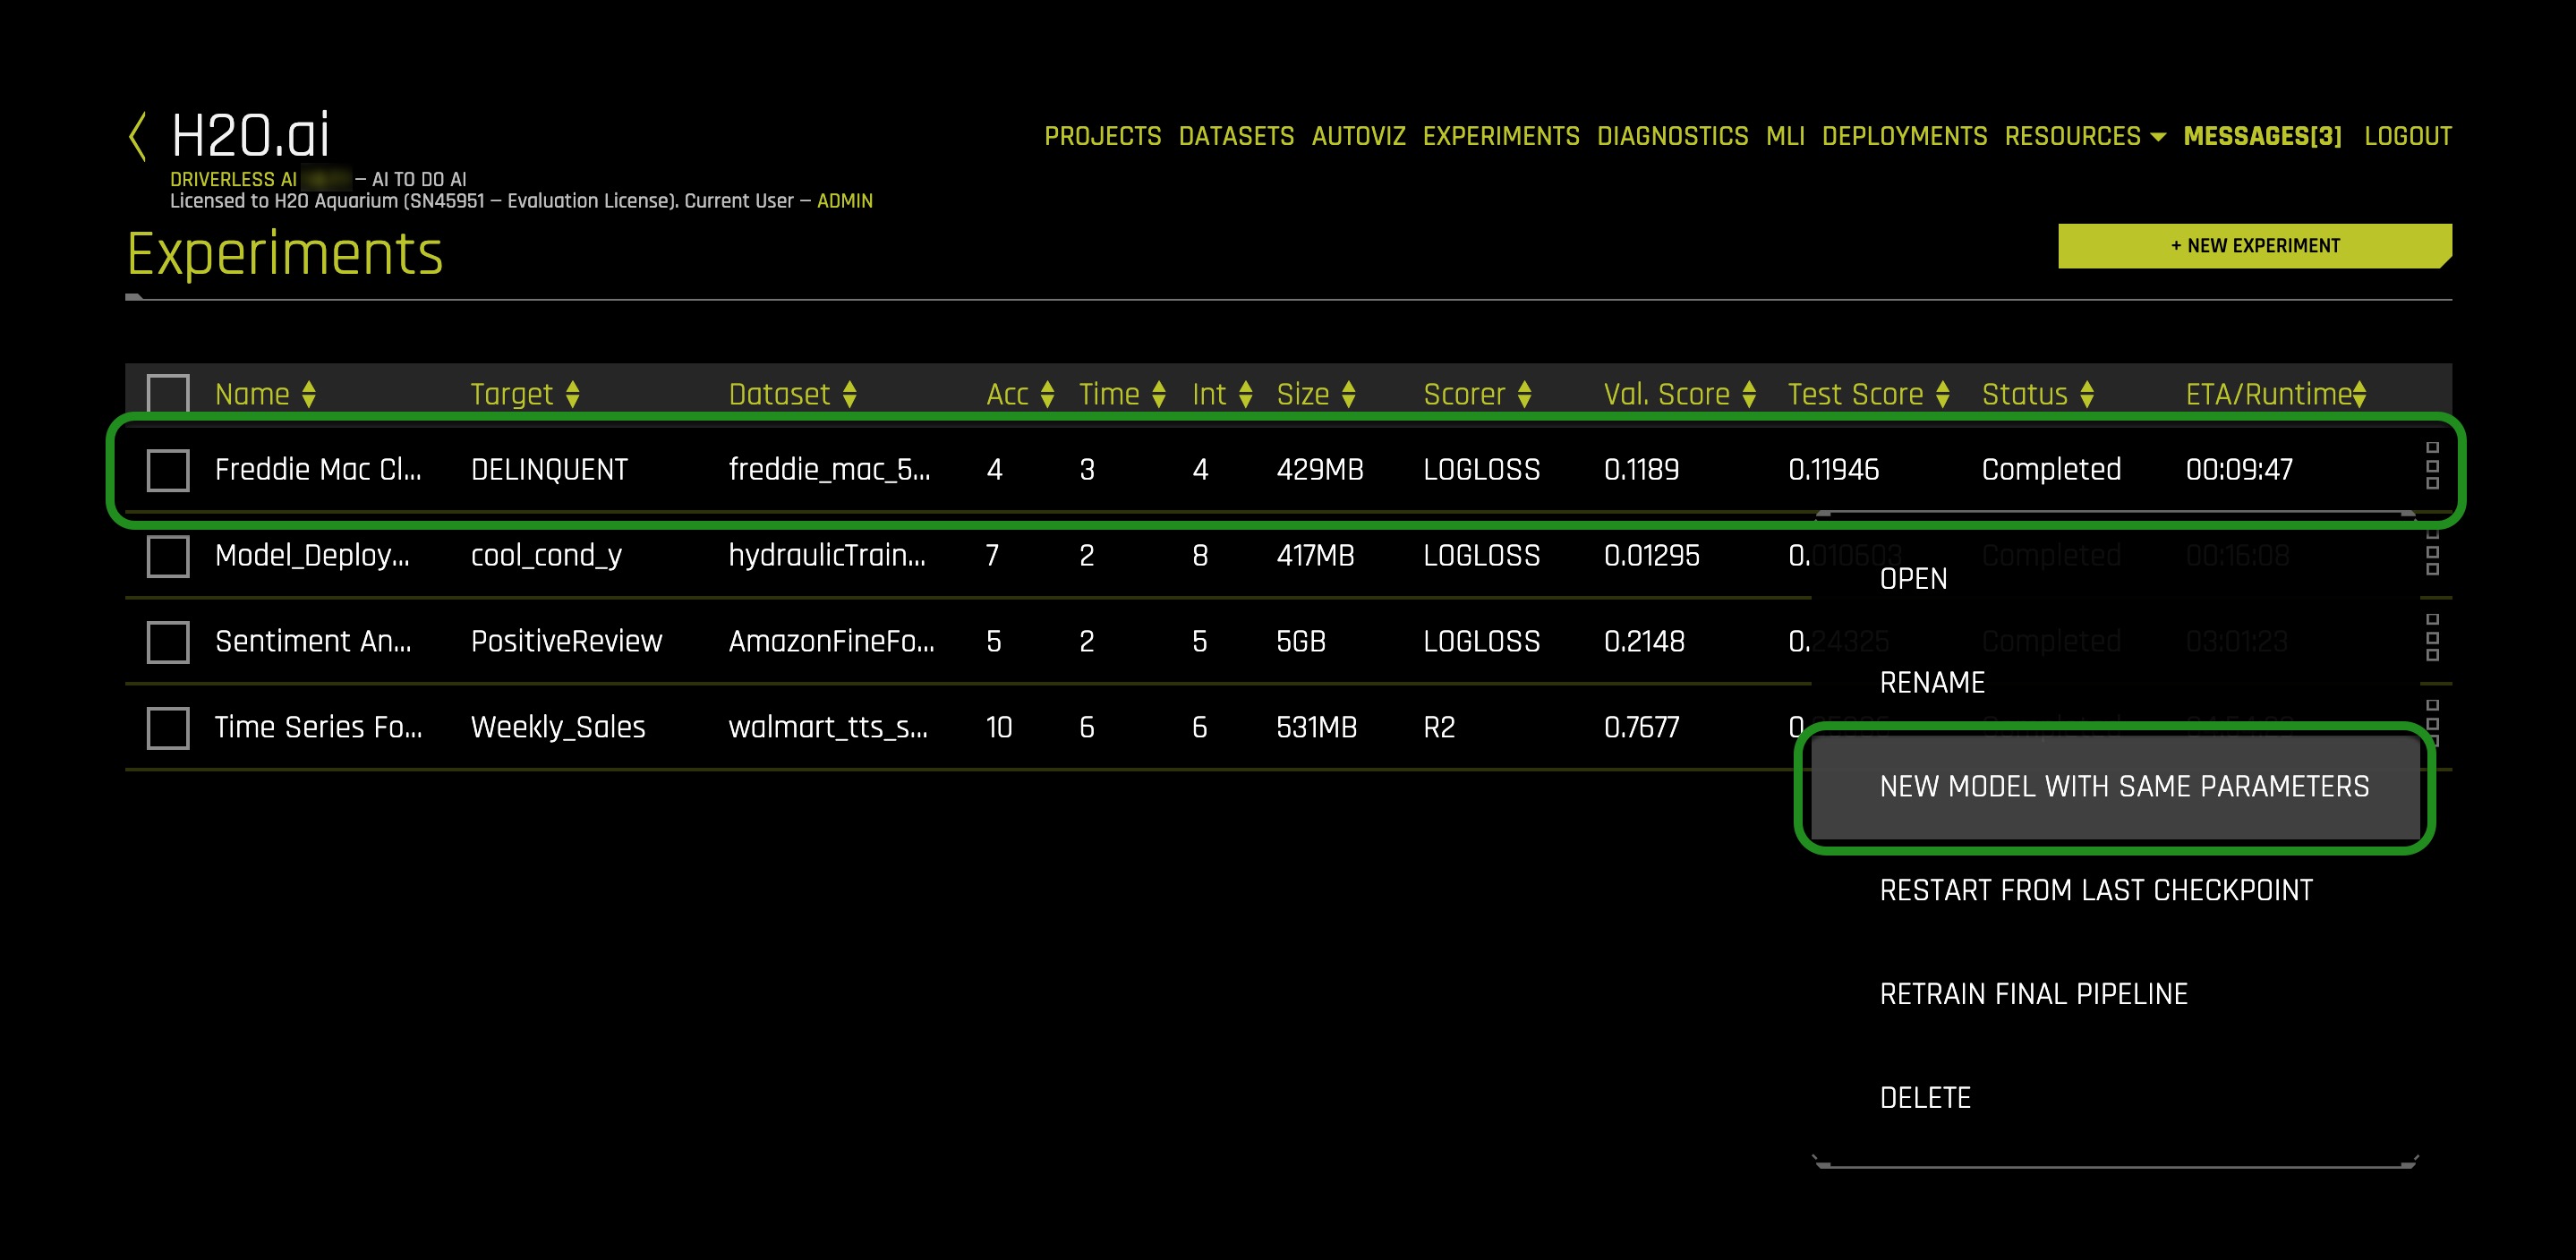 H2O.ai
PROJECTS DATASETS AUTOVIZ EXPERIMENTS DIAGNOSTICS MLI DEPLOYMENTS RESOURCES MESSAGES[3] LOGOUT
DRIVERLESS AI — AI TO DO AI
Licensed to H2O Aquarium (SN45951 — Evaluation License). Current User — ADMIN
Experiments
+ NEW EXPERIMENT
Name Target Dataset Acc Time Int Size Scorer Val. Score Test Score Status ETA/Runtime
Freddie Mac Cl... DELINQUENT freddie_mac_5... 4 3 4 429MB LOGLOSS 0.1189 0.11946 Completed 00:09:47
Model_Deploy... cool_cond_y hydraulicTrain... 7 2 8 417MB LOGLOSS 0.01295 0.010603 Completed 00:16:08
OPEN
Sentiment An... PositiveReview AmazonFineFo... 5 2 5 5GB LOGLOSS 0.2148 0.24325 Completed 03:01:23
RENAME
Time Series Fo... Weekly_Sales walmart_tts_s... 10 6 6 531MB R2 0.7677
NEW MODEL WITH SAME PARAMETERS
RESTART FROM LAST CHECKPOINT
RETRAIN FINAL PIPELINE
DELETE